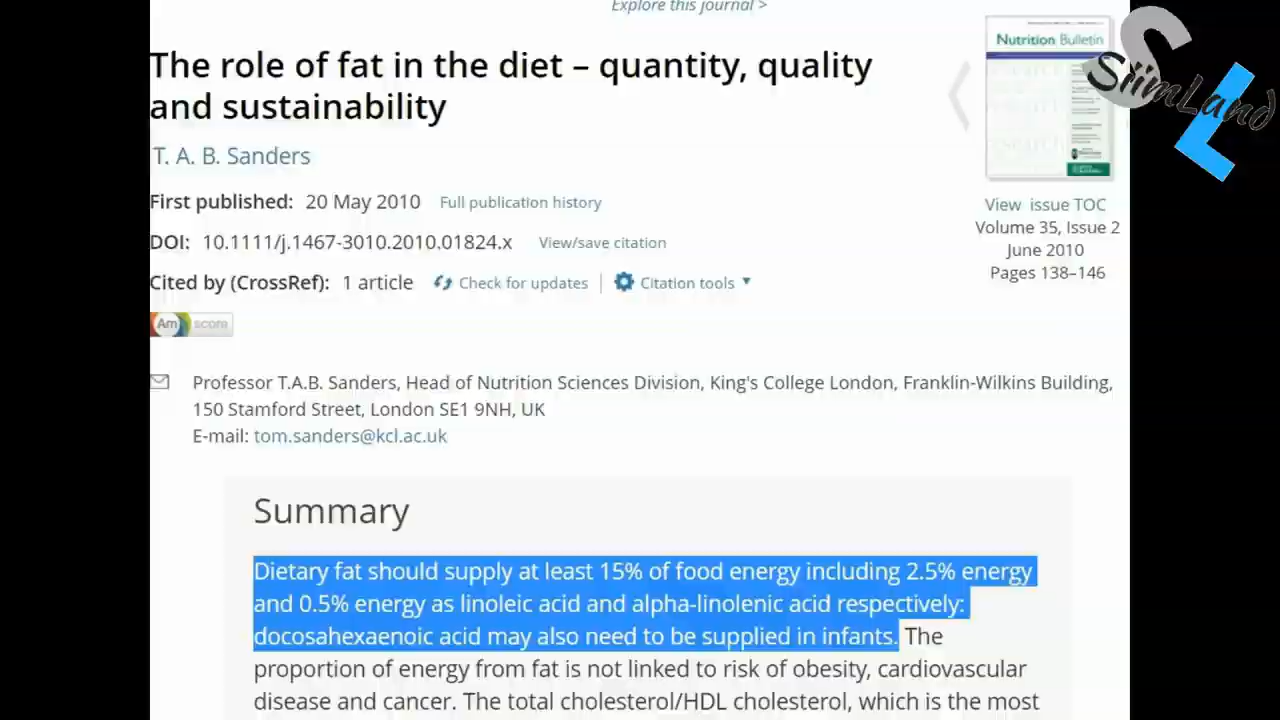 Explore this journal >
The role of fat in the diet – quantity, quality
and sustainability
T. A. B. Sanders
First published: 20 May 2010 Full publication history
DOI: 10.1111/j.1467-3010.2010.01824.x View/save citation
Cited by (CrossRef): 1 article Check for updates Citation tools
Am score
Nutrition Bulletin
SiimLand
S
L
View issue TOC
Volume 35, Issue 2
June 2010
Pages 138–146
Professor T.A.B. Sanders, Head of Nutrition Sciences Division, King's College London, Franklin-Wilkins Building,
150 Stamford Street, London SE1 9NH, UK
E-mail: tom.sanders@kcl.ac.uk
Summary
Dietary fat should supply at least 15% of food energy including 2.5% energy
and 0.5% energy as linoleic acid and alpha-linolenic acid respectively:
docosahexaenoic acid may also need to be supplied in infants. The
proportion of energy from fat is not linked to risk of obesity, cardiovascular
disease and cancer. The total cholesterol/HDL cholesterol, which is the most